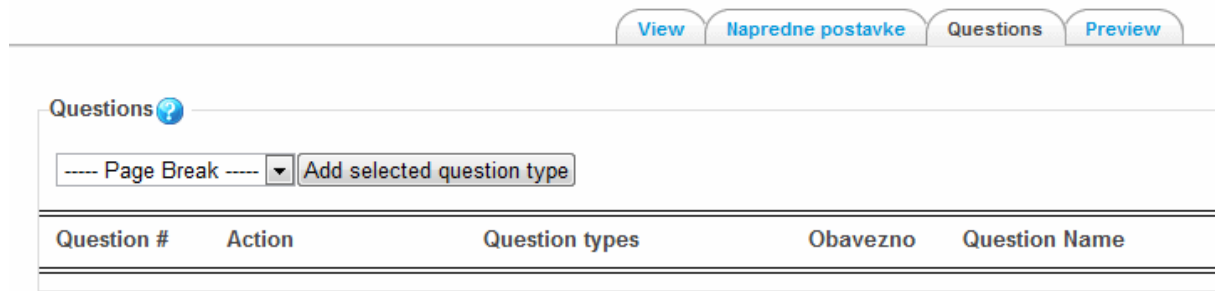 View Napredne postavke Questions Preview
Questions ?
----- Page Break ----- Add selected question type
Question # Action Question types Obavezno Question Name